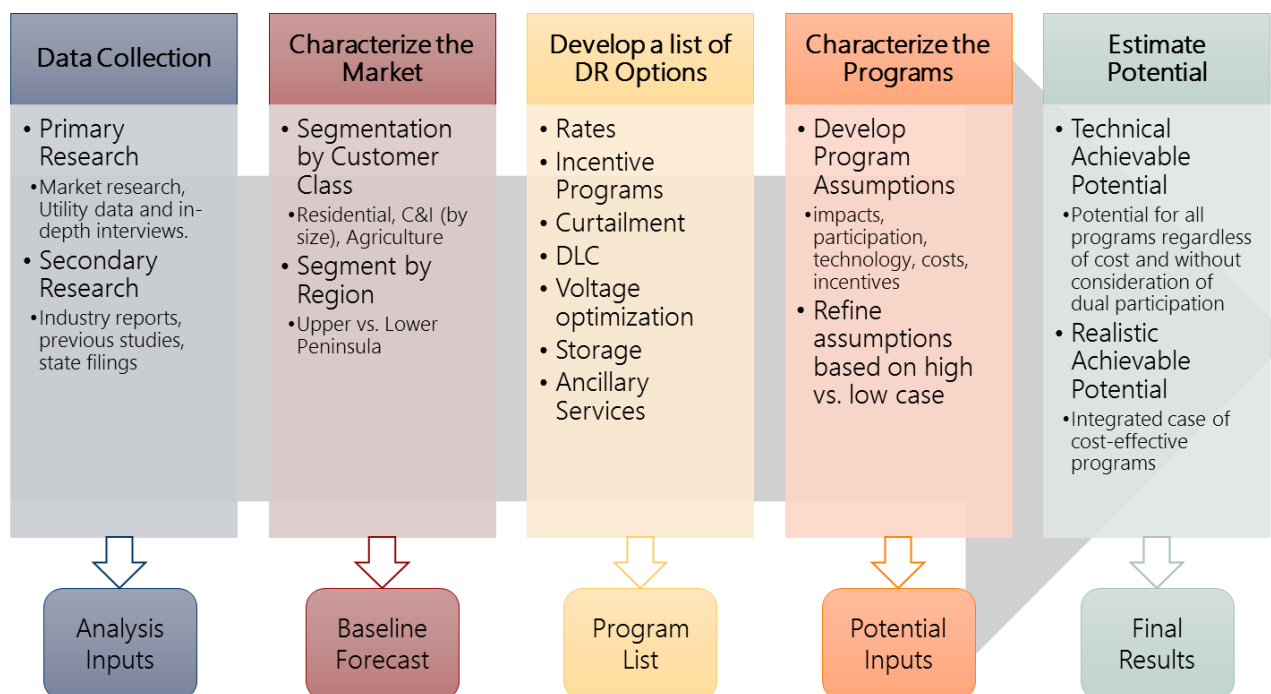 Data Collection
• Primary
Research
•Market research,
Utility data and in-
depth interviews.
• Secondary
Research
•Industry reports,
previous studies,
state filings
Analysis
Inputs
Characterize the
Market
• Segmentation
by Customer
Class
•Residential, C&I (by
size), Agriculture
• Segment by
Region
•Upper vs. Lower
Peninsula
Baseline
Forecast
Develop a list of
DR Options
• Rates
• Incentive
Programs
• Curtailment
• DLC
• Voltage
optimization
• Storage
• Ancillary
Services
Program
List
Characterize the
Programs
• Develop
Program
Assumptions
•impacts,
participation,
technology, costs,
incentives
• Refine
assumptions
based on high
vs. low case
Potential
Inputs
Estimate
Potential
• Technical
Achievable
Potential
•Potential for all
programs regardless
of cost and without
consideration of
dual participation
• Realistic
Achievable
Potential
•Integrated case of
cost-effective
programs
Final
Results